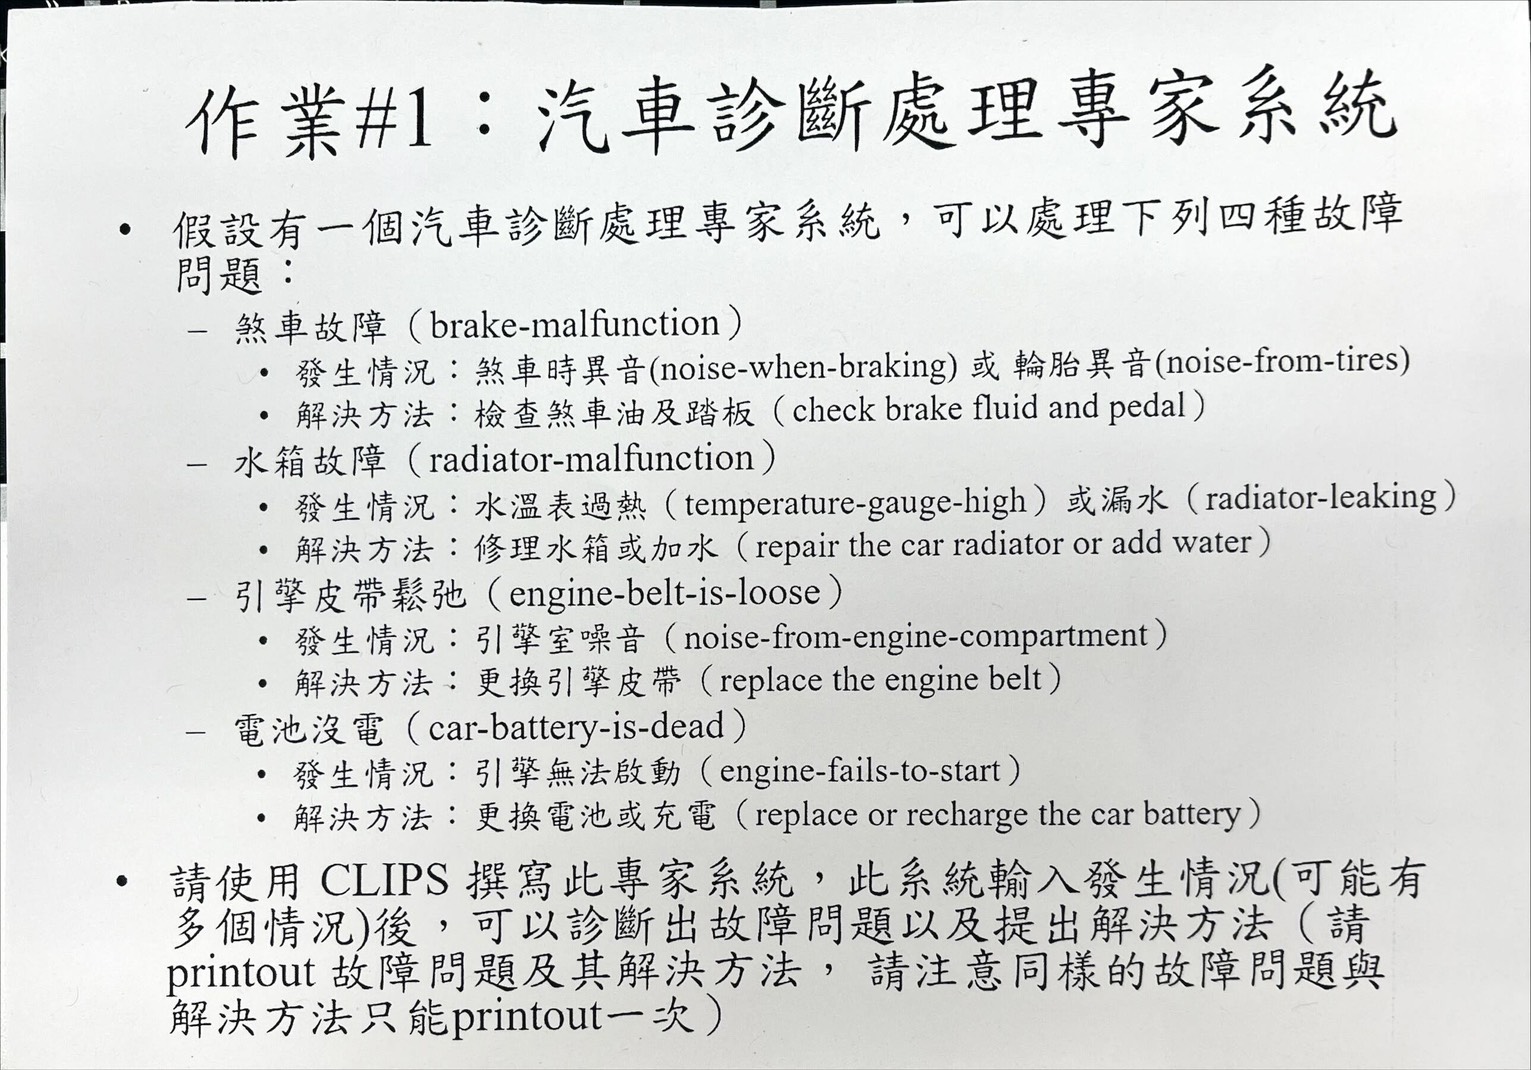 作業#1：汽車診斷處理專家系統
• 假設有一個汽車診斷處理專家系統，可以處理下列四種故障
問題：
– 煞車故障（brake-malfunction）
• 發生情況：煞車時異音(noise-when-braking) 或 輪胎異音(noise-from-tires)
• 解決方法：檢查煞車油及踏板（check brake fluid and pedal）
– 水箱故障（radiator-malfunction）
• 發生情況：水溫表過熱（temperature-gauge-high）或漏水（radiator-leaking）
• 解決方法：修理水箱或加水（repair the car radiator or add water）
– 引擎皮帶鬆弛（engine-belt-is-loose）
• 發生情況：引擎室噪音（noise-from-engine-compartment）
• 解決方法：更換引擎皮帶（replace the engine belt）
– 電池沒電（car-battery-is-dead）
• 發生情況：引擎無法啟動（engine-fails-to-start）
• 解決方法：更換電池或充電（replace or recharge the car battery）
• 請使用 CLIPS 撰寫此專家系統，此系統輸入發生情況(可能有
多個情況)後，可以診斷出故障問題以及提出解決方法（請
printout 故障問題及其解決方法， 請注意同樣的故障問題與
解決方法只能printout一次）